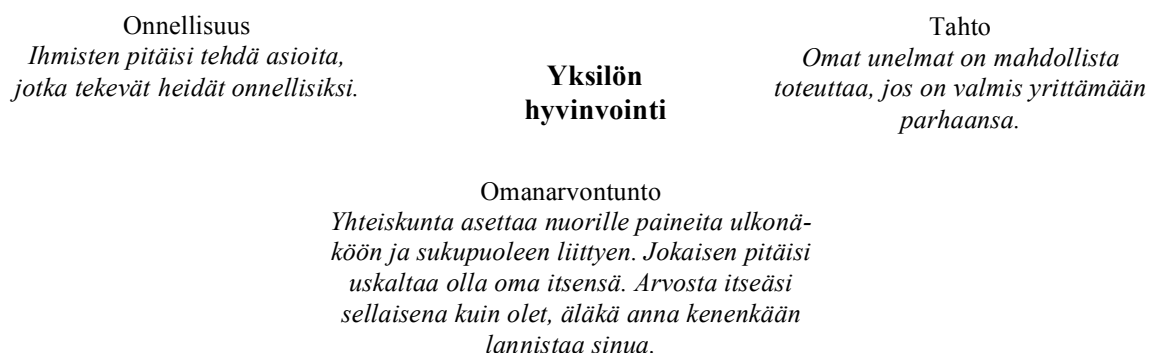 Onnellisuus
Ihmisten pitäisi tehdä asioita,
jotka tekevät heidät onnellisiksi.
Yksilön
hyvinvointi
Tahto
Omat unelmat on mahdollista
toteuttaa, jos on valmis yrittämään
parhaansa.
Omanarvontunto
Yhteiskunta asettaa nuorille paineita ulkonä-
köön ja sukupuoleen liittyen. Jokaisen pitäisi
uskaltaa olla oma itsensä. Arvosta itseäsi
sellaisena kuin olet, äläkä anna kenenkään
lannistaa sinua.